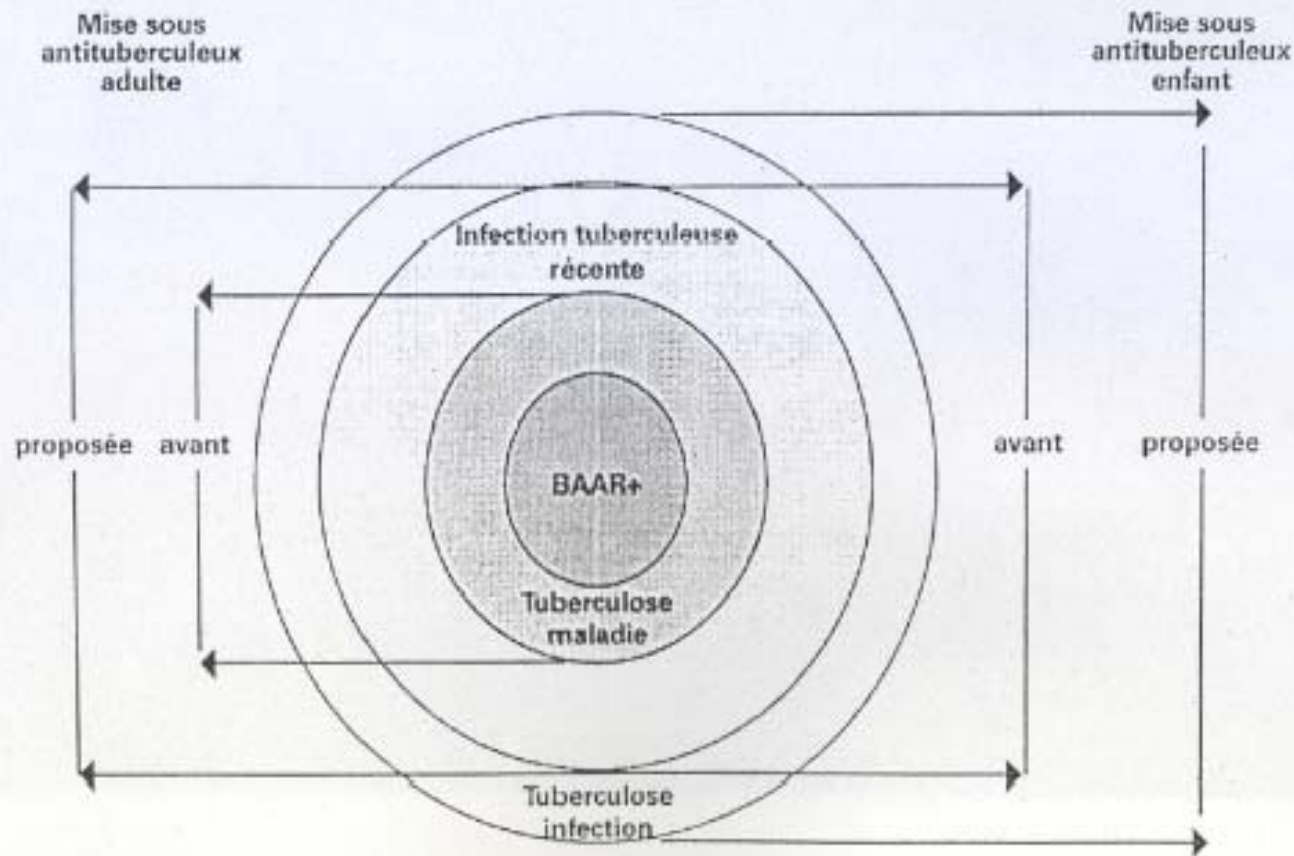 Mise sous
antituberculeux
adulte
Mise sous
antituberculeux
enfant
Infection tuberculeuse
récente
proposée
avant
BAAR+
avant
proposée
Tuberculose
maladie
Tuberculose
infection